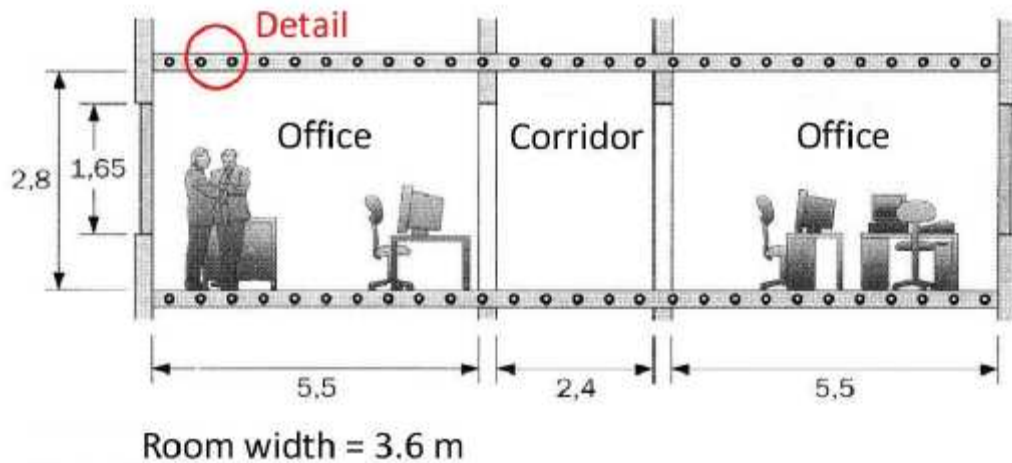 Detail
Office
Corridor
Office
2,8
1,65
5,5
2,4
5,5
Room width = 3.6 m